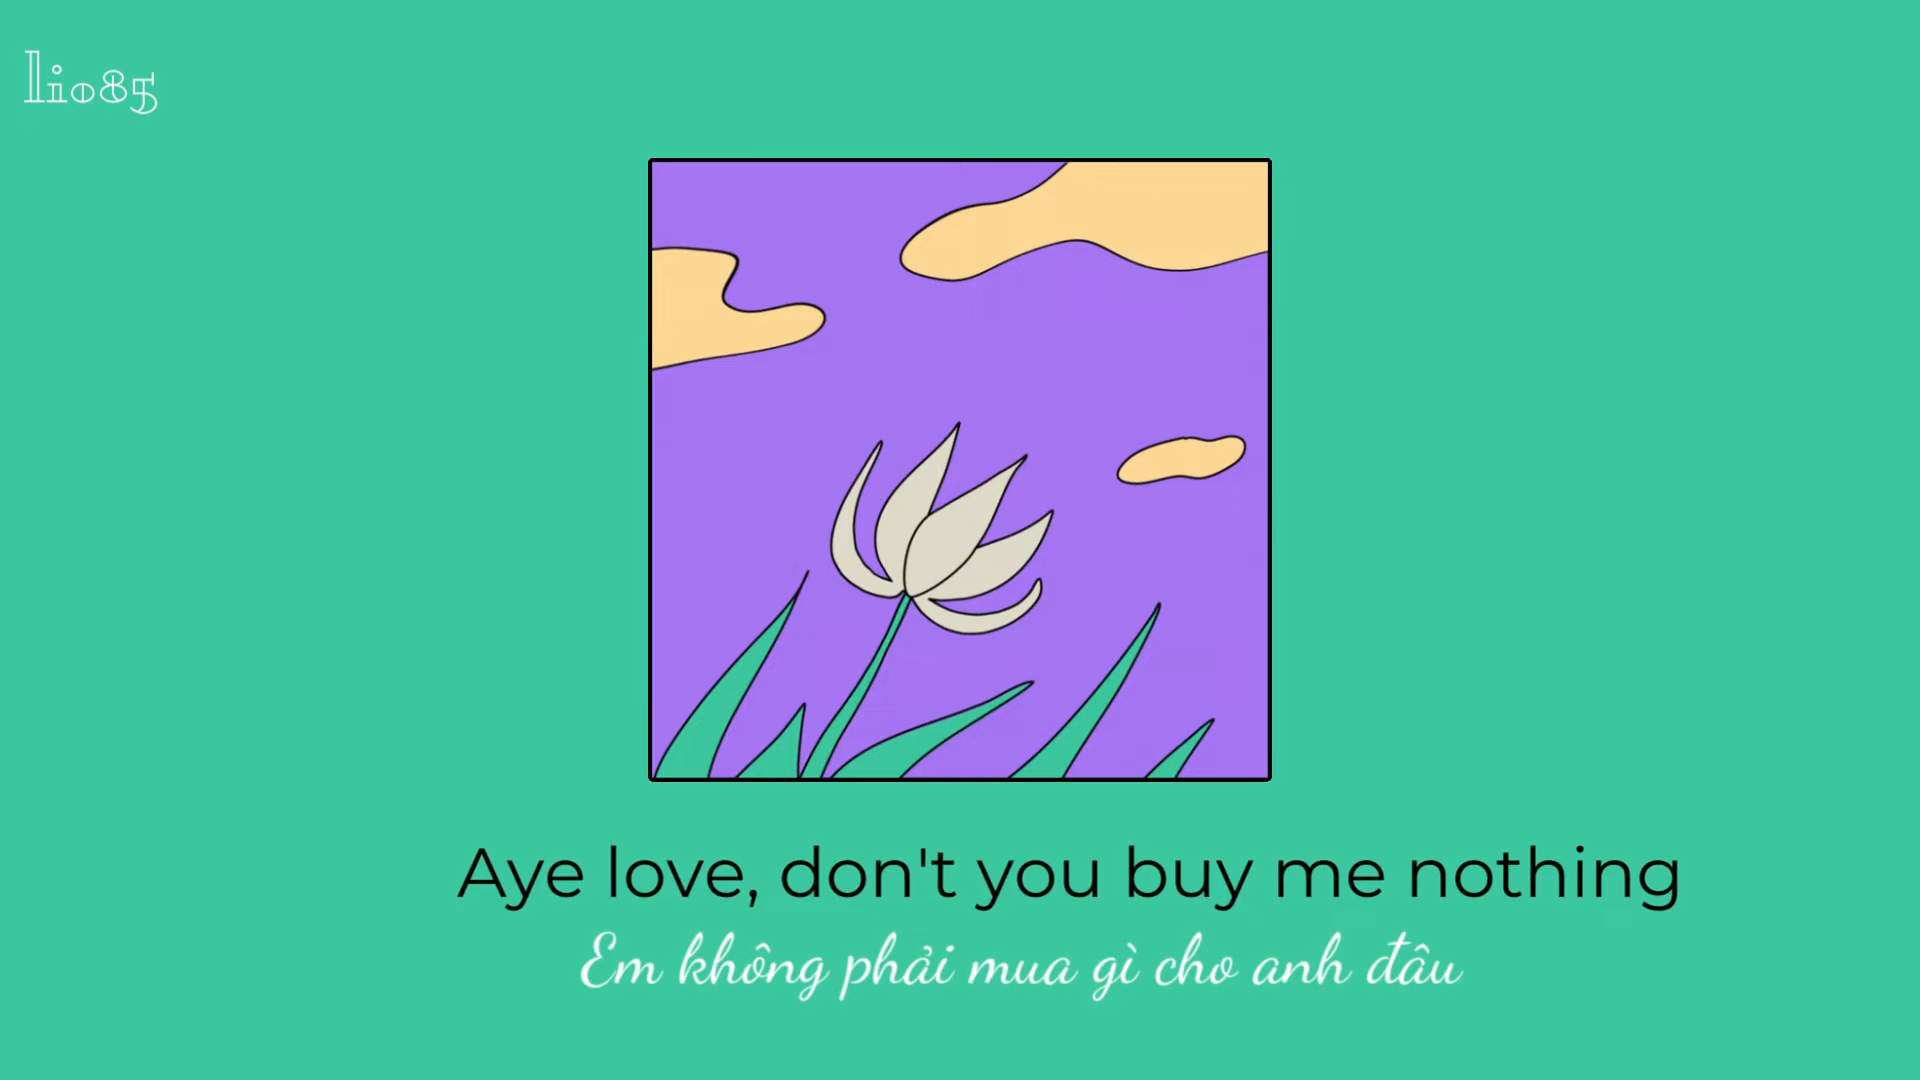 lio85
Aye love, don't you buy me nothing
Em không phải mua gì cho anh đâu